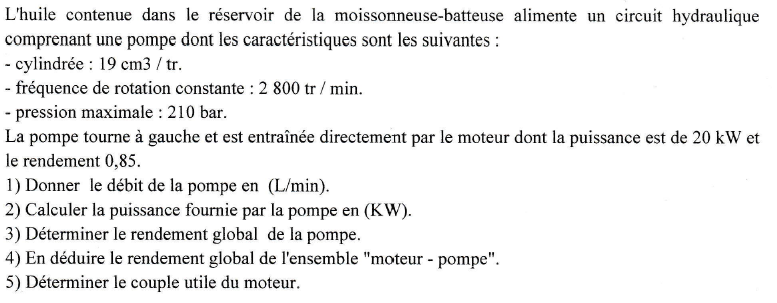 L'huile contenue dans le réservoir de la moissonneuse-batteuse alimente un circuit hydraulique
comprenant une pompe dont les caractéristiques sont les suivantes :
- cylindrée : 19 cm3 / tr.
- fréquence de rotation constante : 2 800 tr / min.
- pression maximale : 210 bar.
La pompe tourne à gauche et est entraînée directement par le moteur dont la puissance est de 20 kW et
le rendement 0,85.
1) Donner le débit de la pompe en (L/min).
2) Calculer la puissance fournie par la pompe en (KW).
3) Déterminer le rendement global de la pompe.
4) En déduire le rendement global de l'ensemble "moteur - pompe".
5) Déterminer le couple utile du moteur.